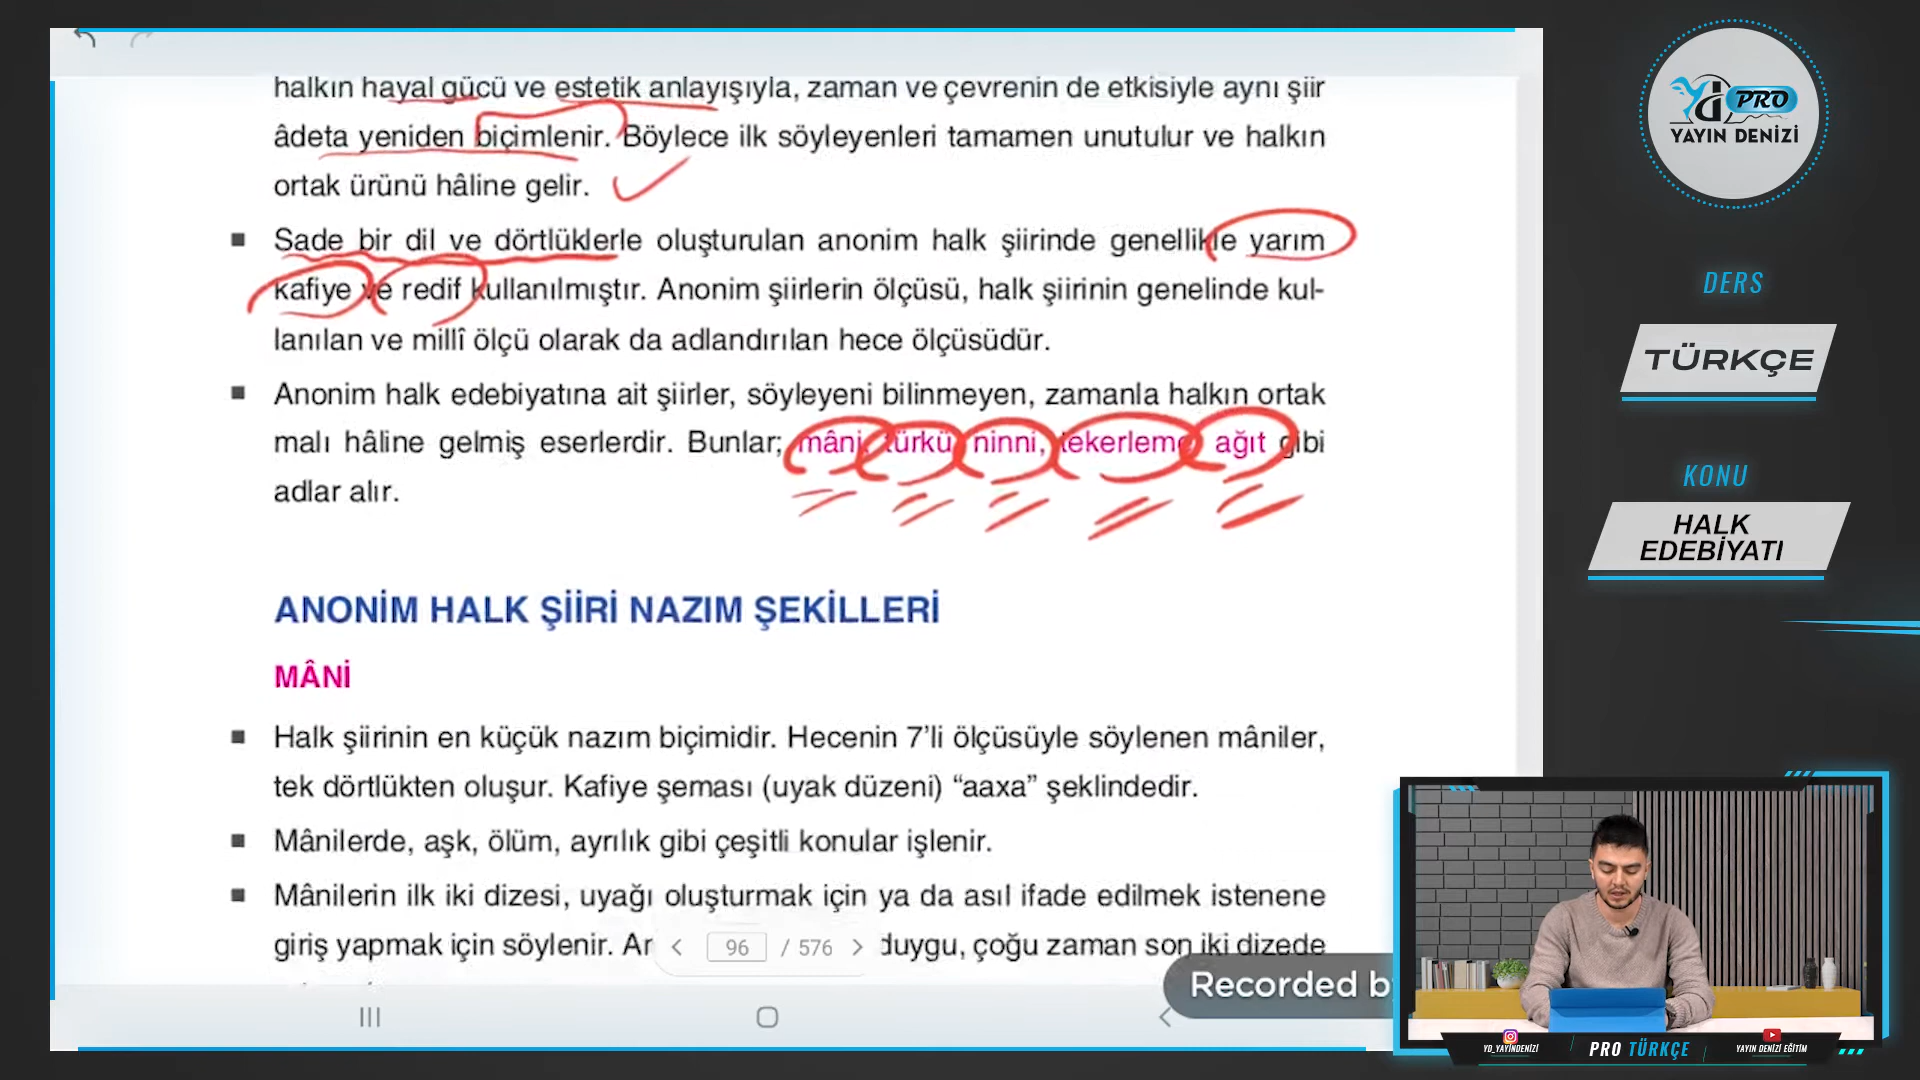 halkın hayal gücü ve estetik anlayışıyla, zaman ve çevrenin de etkisiyle aynı şiir
âdeta yeniden biçimlenir. Böylece ilk söyleyenleri tamamen unutulur ve halkın
ortak ürünü hâline gelir.
■ Sade bir dil ve dörtlüklerle oluşturulan anonim halk şiirinde genellikle yarım
kafiye ve redif kullanılmıştır. Anonim şiirlerin ölçüsü, halk şiirinin genelinde kul-
lanılan ve millî ölçü olarak da adlandırılan hece ölçüsüdür.
■ Anonim halk edebiyatına ait şiirler, söyleyeni bilinmeyen, zamanla halkın ortak
malı hâline gelmiş eserlerdir. Bunlar; mâni, türkü, ninni, tekerleme, ağıt gibi
adlar alır.
ANONİM HALK ŞİİRİ NAZIM ŞEKİLLERİ
MÂNİ
■ Halk şiirinin en küçük nazım biçimidir. Hecenin 7'li ölçüsüyle söylenen mâniler,
tek dörtlükten oluşur. Kafiye şeması (uyak düzeni) “aaxa” şeklindedir.
■ Mânilerde, aşk, ölüm, ayrılık gibi çeşitli konular işlenir.
■ Mânilerin ilk iki dizesi, uyağı oluşturmak için ya da asıl ifade edilmek istenene
giriş yapmak için söylenir. duygu, çoğu zaman son iki dizede
96 / 576
Recorded
yd PRO
YAYIN DENİZİ
DERS
TÜRKÇE
KONU
HALK
EDEBİYATI
YD_YAYINDENİZİ
PRO TÜRKÇE
YAYIN DENİZİ EĞİTİM